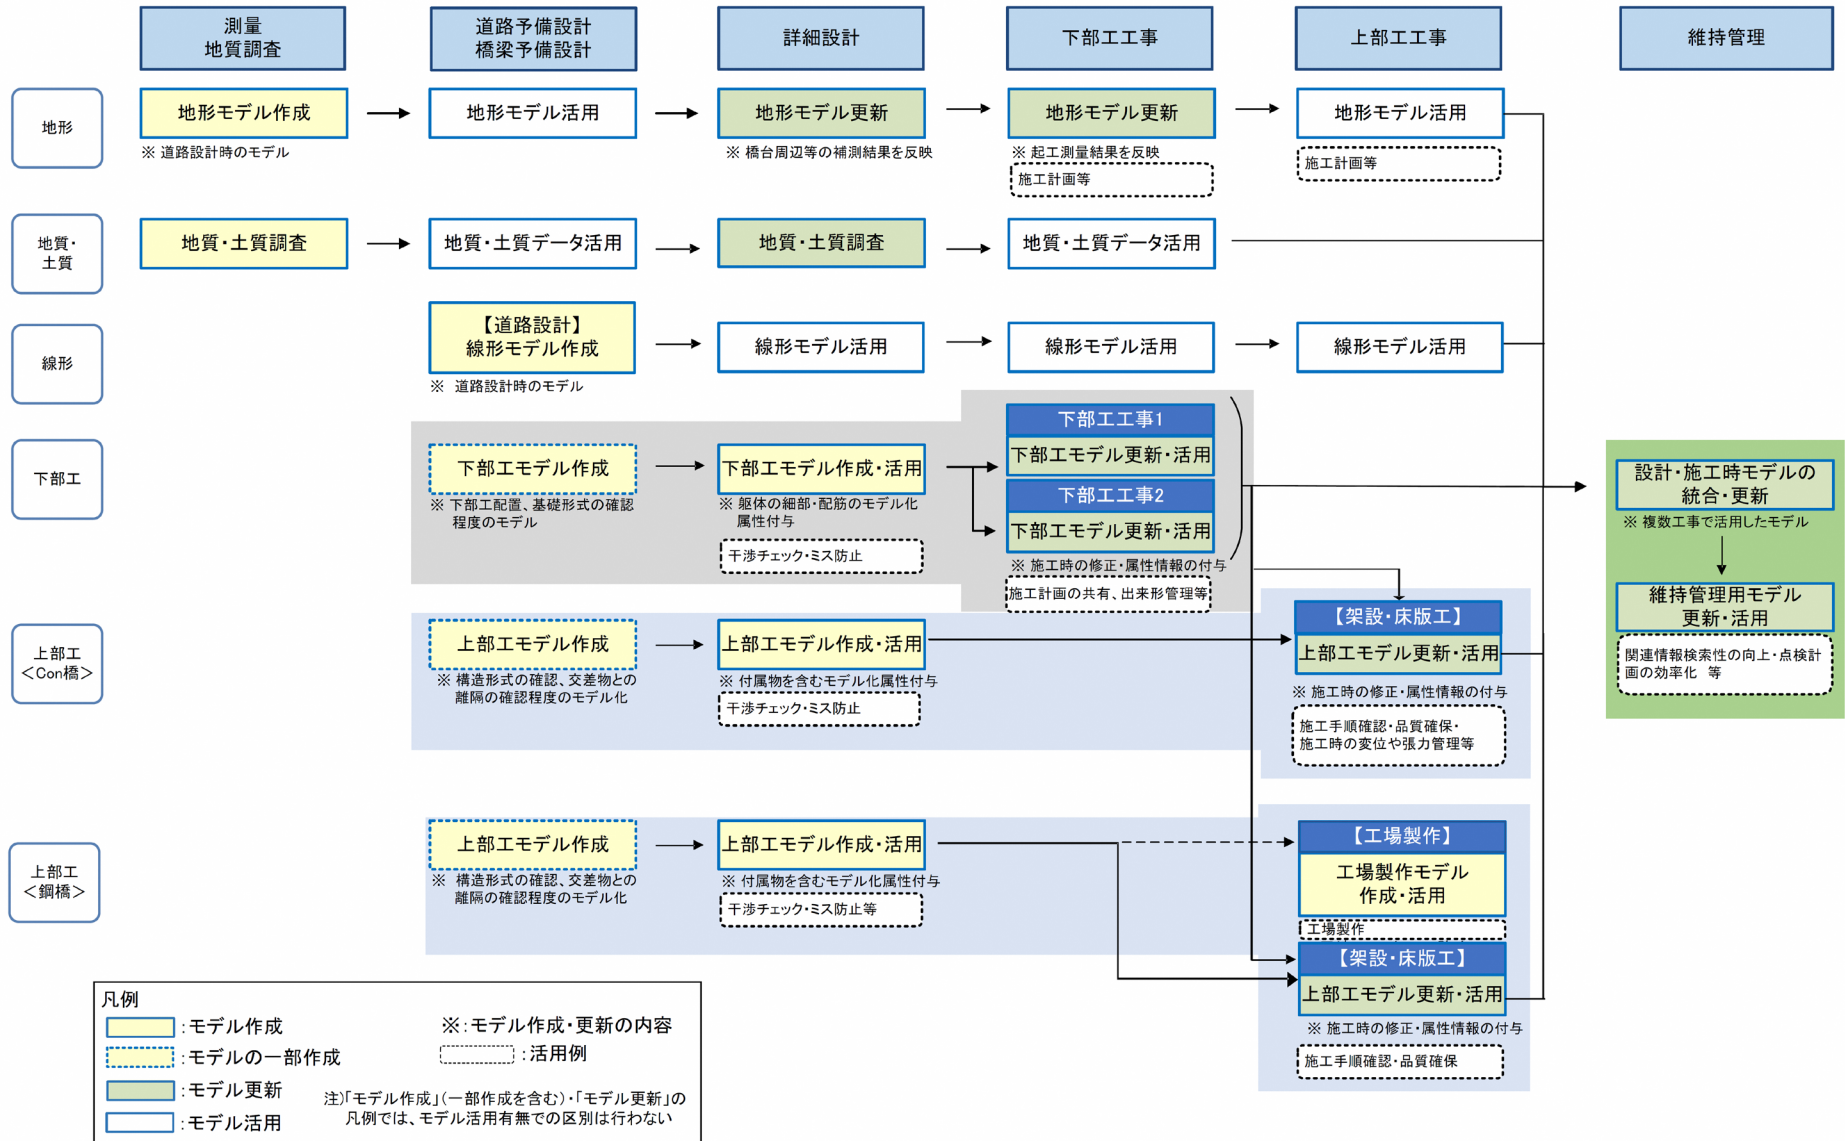 測量
地質調査
道路予備設計
橋梁予備設計
詳細設計
下部工工事
上部工工事
維持管理
地形
地形モデル作成
※ 道路設計時のモデル
地形モデル活用
地形モデル更新
※ 橋台周辺等の補測結果を反映
地形モデル更新
※ 起工測量結果を反映
施工計画等
地形モデル活用
施工計画等
地質・
土質
地質・土質調査
地質・土質データ活用
地質・土質調査
地質・土質データ活用
線形
【道路設計】
線形モデル作成
※ 道路設計時のモデル
線形モデル活用
線形モデル活用
線形モデル活用
下部工
下部工モデル作成
※ 下部工配置、基礎形式の確認
程度のモデル
下部工モデル作成・活用
※ 躯体の細部・配筋のモデル化
属性付与
干渉チェック・ミス防止
下部工工事1
下部工モデル更新・活用
下部工工事2
下部工モデル更新・活用
※ 施工時の修正・属性情報の付与
施工計画の共有、出来形管理等
設計・施工時モデルの
統合・更新
※ 複数工事で活用したモデル
維持管理用モデル
更新・活用
関連情報検索性の向上・点検計
画の効率化 等
上部工
＜Con橋＞
上部工モデル作成
※ 構造形式の確認、交差物との
離隔の確認程度のモデル化
上部工モデル作成・活用
※ 付属物を含むモデル化属性付与
干渉チェック・ミス防止
【架設・床版工】
上部工モデル更新・活用
※ 施工時の修正・属性情報の付与
施工手順確認・品質確保・
施工時の変位や張力管理等
上部工
＜鋼橋＞
上部工モデル作成
※ 構造形式の確認、交差物との
離隔の確認程度のモデル化
上部工モデル作成・活用
※ 付属物を含むモデル化属性付与
干渉チェック・ミス防止等
【工場製作】
工場製作モデル
作成・活用
工場製作
【架設・床版工】
上部工モデル更新・活用
※ 施工時の修正・属性情報の付与
施工手順確認・品質確保
凡例
：モデル作成
：モデルの一部作成
：モデル更新
：モデル活用
※：モデル作成・更新の内容
：活用例
注）「モデル作成」（一部作成を含む）・「モデル更新」の
凡例では、モデル活用有無での区別は行わない